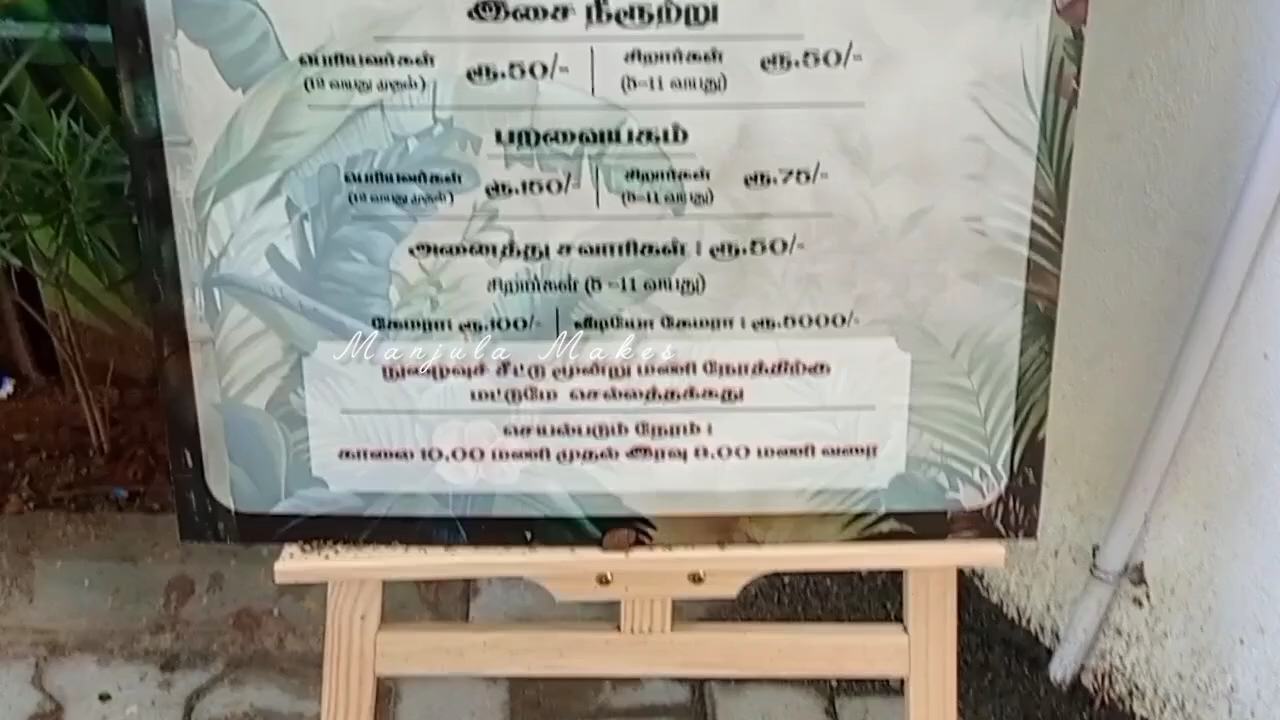 இசை நீரூற்று
பெரியவர்கள் ரூ.50/- | சிறார்கள் ரூ.50/-
(12 வயது முதல்) (5-11 வயது)
பறவையகம்
பெரியவர்கள் ரூ.150/- | சிறார்கள் ரூ.75/-
(12 வயது முதல்) (5-11 வயது)
அனைத்து சவாரிகள் | ரூ.50/-
சிறார்கள் (5 -11 வயது)
கேமரா ரூ.100/- | வீடியோ கேமரா | ரூ.5000/-
Manjula Makes
நுழைவுச் சீட்டு மூன்று மணி நேரத்திற்கு
மட்டுமே செல்லத்தக்கது
செயல்படும் நேரம் :
காலை 10.00 மணி முதல் இரவு 8.00 மணி வரை